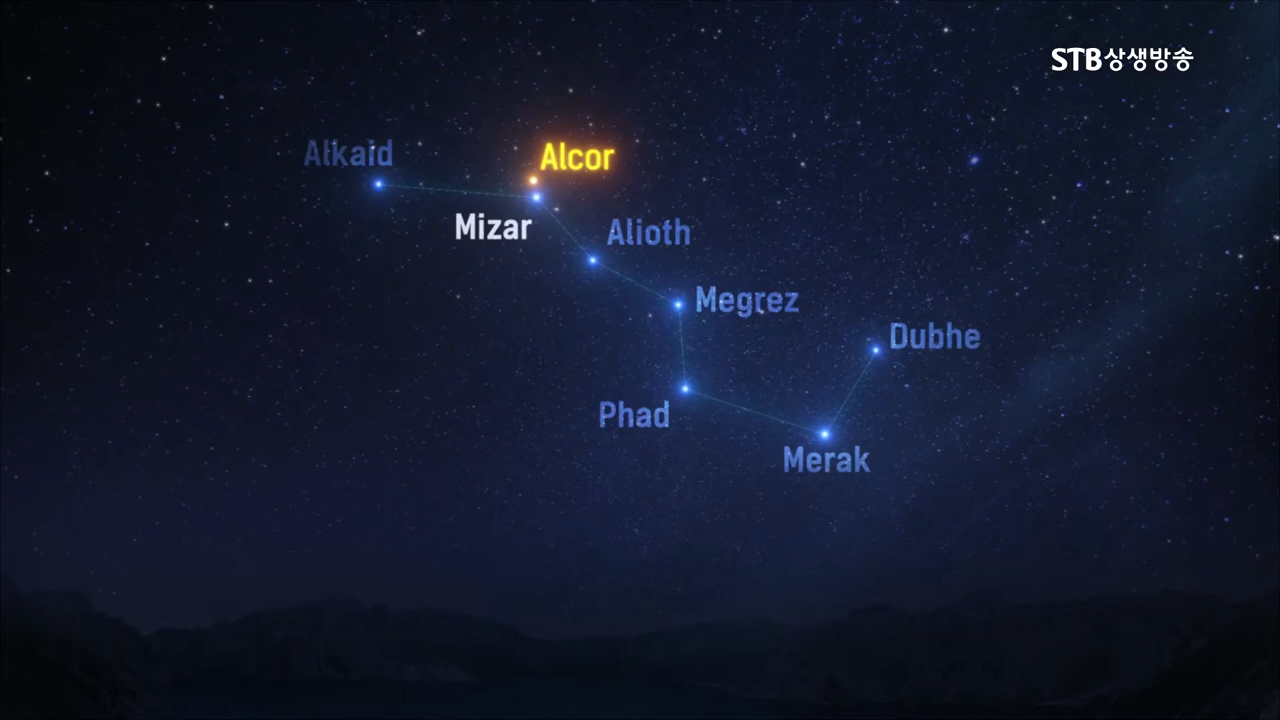 STB상생방송
Alkaid
Alcor
Mizar
Alioth
Megrez
Dubhe
Phad
Merak